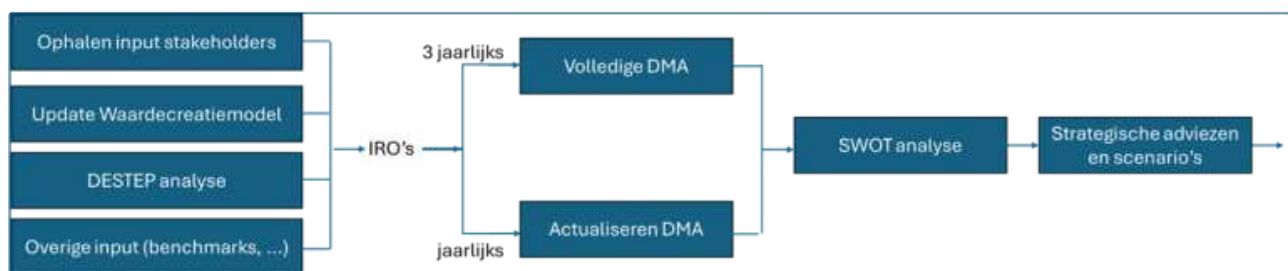 Ophalen input stakeholders
Update Waardecreatiemodel
DESTEP analyse
Overige input (benchmarks, ...)
IRO's
3 jaarlijks
Volledige DMA
jaarlijks
Actualiseren DMA
SWOT analyse
Strategische adviezen
en scenario's